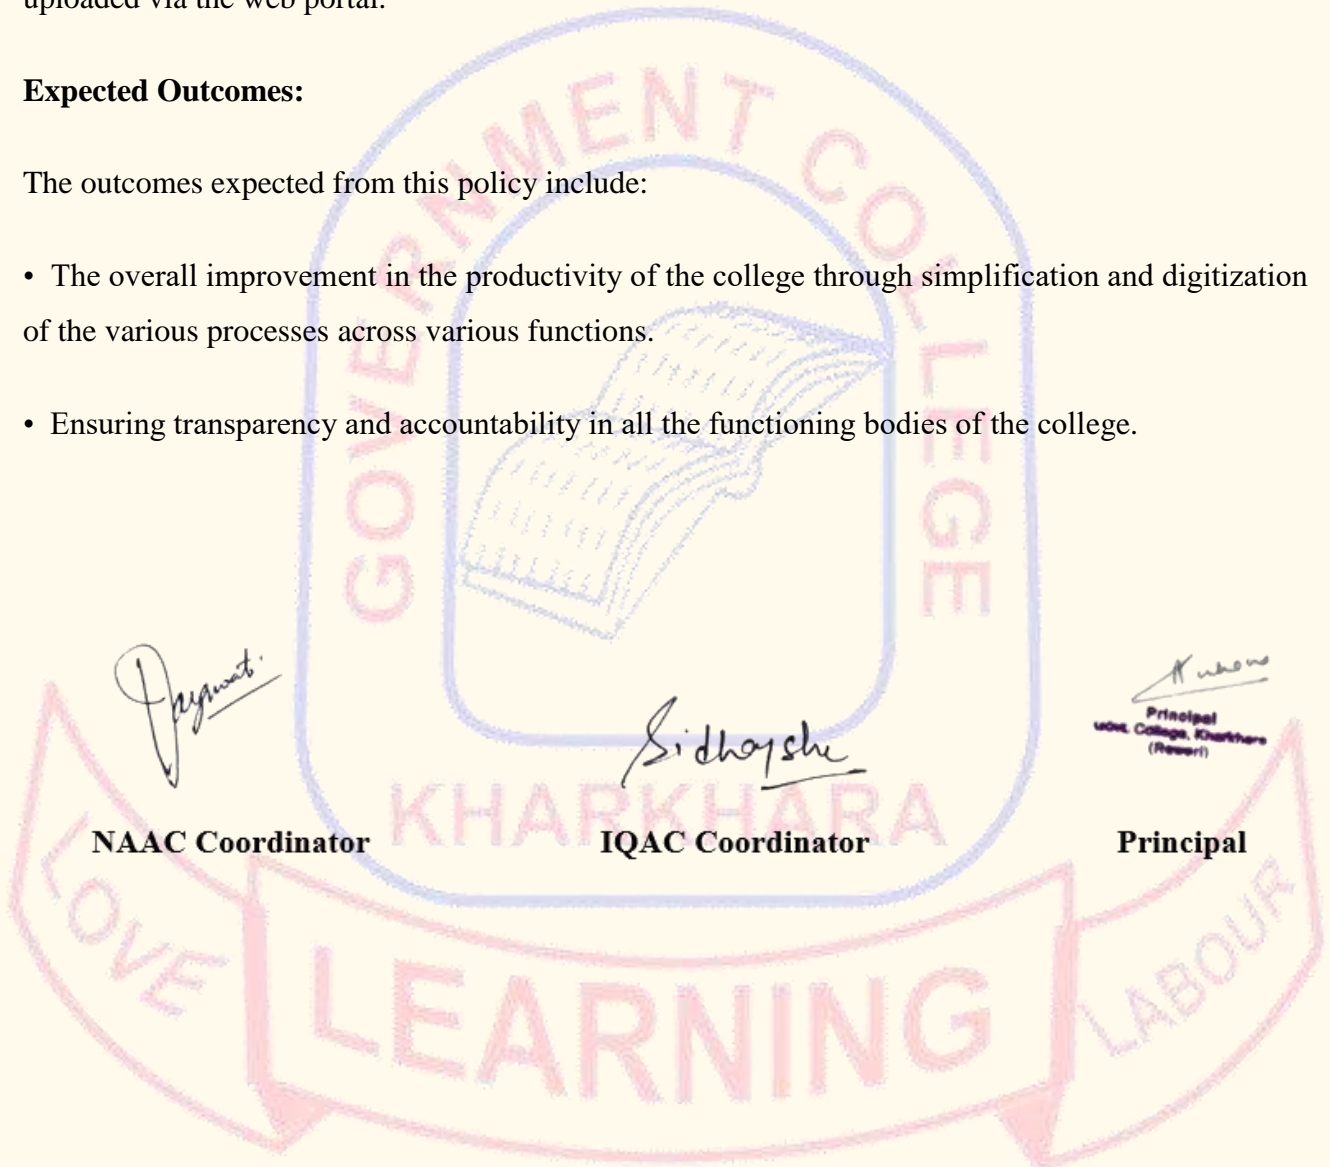 uploaded via the web portal.
Expected Outcomes:
The outcomes expected from this policy include:
• The overall improvement in the productivity of the college through simplification and digitization
of the various processes across various functions.
• Ensuring transparency and accountability in all the functioning bodies of the college.
GOVERNMENT COLLEGE
KHARKHARA
Principal
College, Kharkhara
(Rewari)
NAAC Coordinator
IQAC Coordinator
Principal
LOVE
LEARNING
LABOUR